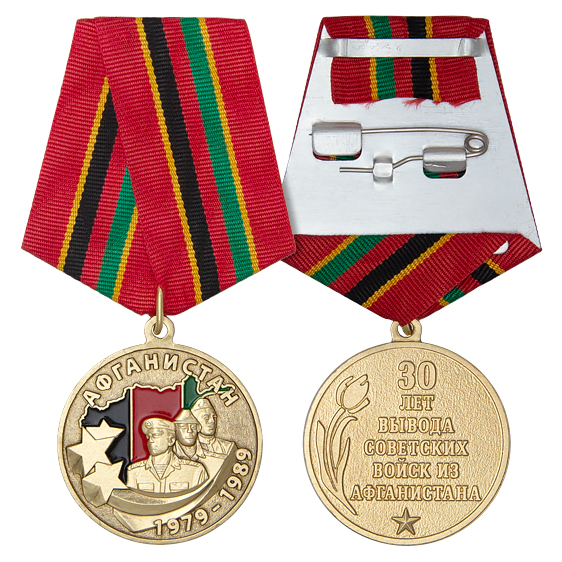 АФГАНИСТАН
1979-1989
30
ЛЕТ
ВЫВОДА
СОВЕТСКИХ
ВОЙСК ИЗ
АФГАНИСТАНА